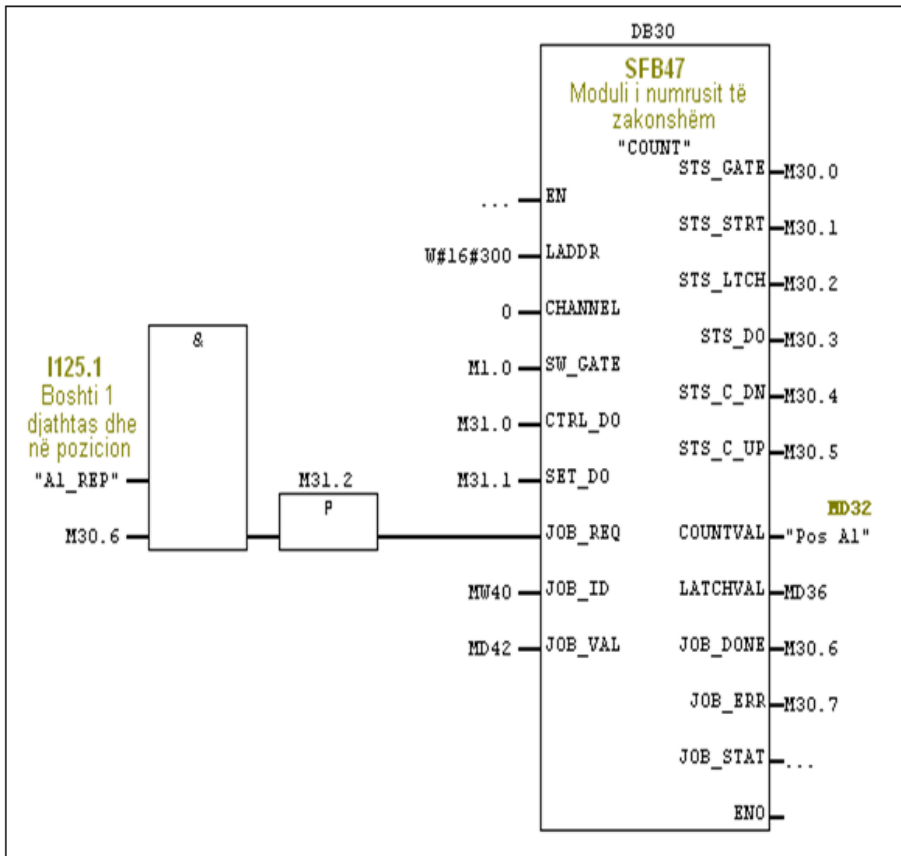 DB30
SFB47
Moduli i numrusit të
zakonshëm
"COUNT"
STS_GATE M30.0
... EN
STS_STRT M30.1
W#16#300 LADDR
STS_LTCH M30.2
0 CHANNEL
STS_DO M30.3
&
I125.1
Boshti 1
djathtas dhe
në pozicion
"A1_REP"
M30.6
M31.2
P
M1.0 SW_GATE
STS_C_DN M30.4
M31.0 CTRL_DO
STS_C_UP M30.5
M31.1 SET_DO
MD32
JOB_REQ COUNTVAL "Pos A1"
MW40 JOB_ID LATCHVAL MD36
MD42 JOB_VAL JOB_DONE M30.6
JOB_ERR M30.7
JOB_STAT ...
ENO